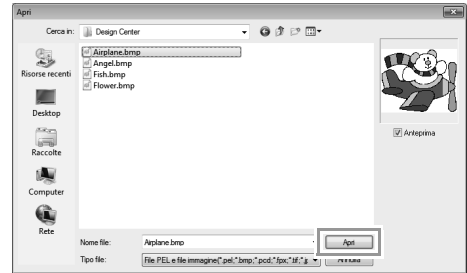 Apri
Cerca in: Design Center
Airplane.bmp
Angel.bmp
Fish.bmp
Flower.bmp
Risorse recenti
Desktop
Raccolte
Computer
Rete
Anteprima
Nome file: Airplane.bmp Apri
Tipo file: File PEL e file immagine(*.pel;*.bmp;*.pcd;*.fpx;*.tif;*.g Annulla